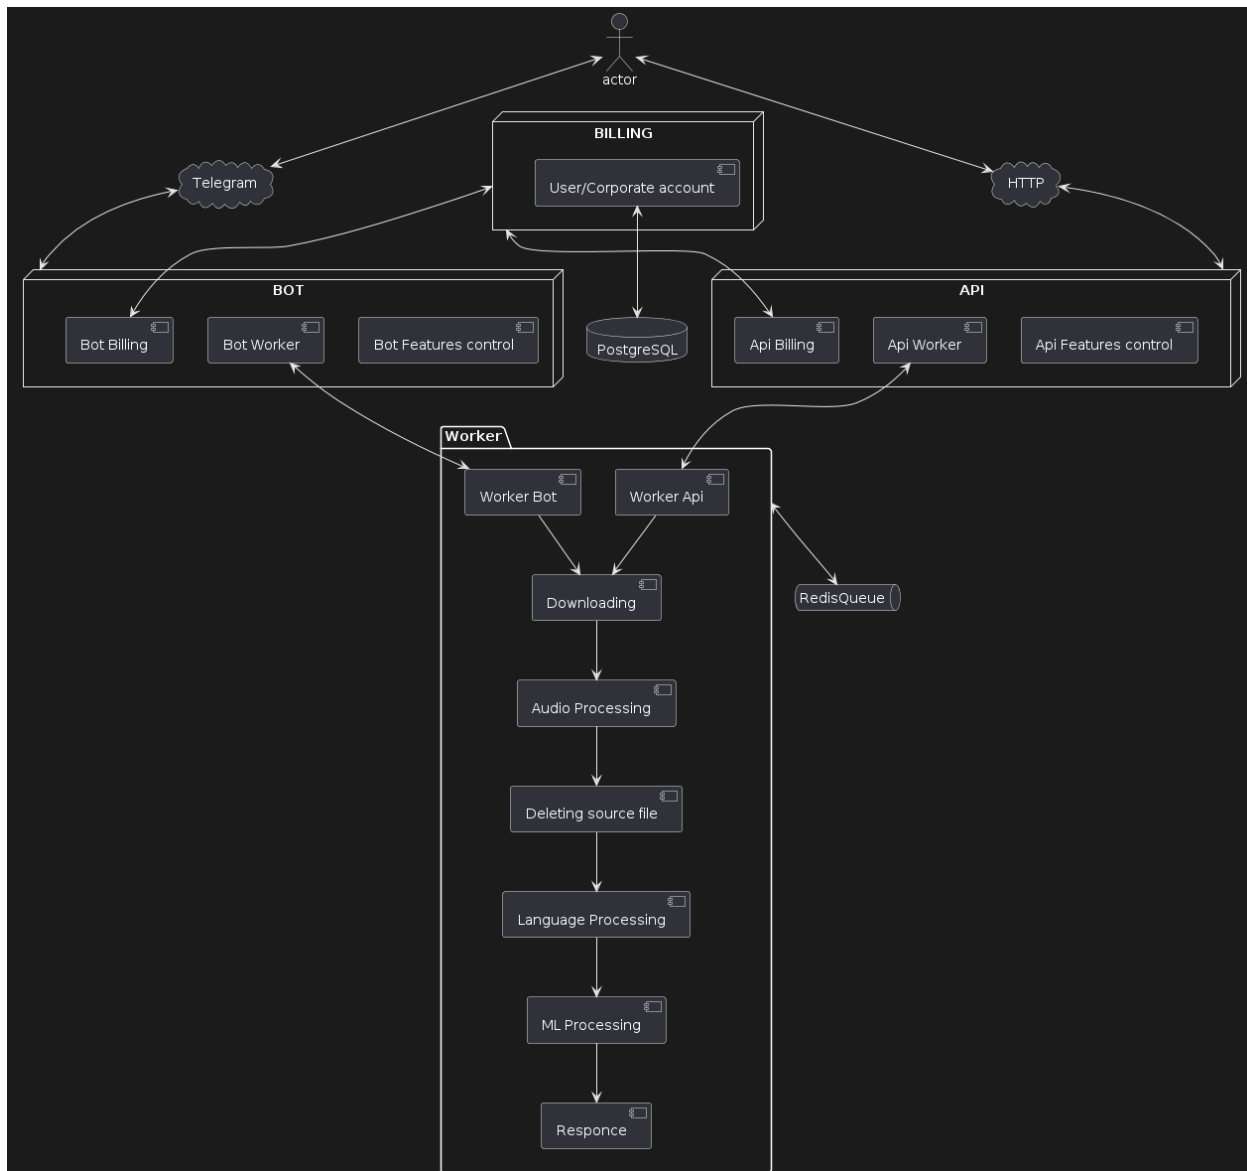 actor
BILLING
User/Corporate account
Telegram
HTTP
BOT
Bot Billing
Bot Worker
Bot Features control
PostgreSQL
API
Api Billing
Api Worker
Api Features control
Worker
Worker Bot
Worker Api
Downloading
RedisQueue
Audio Processing
Deleting source file
Language Processing
ML Processing
Responce